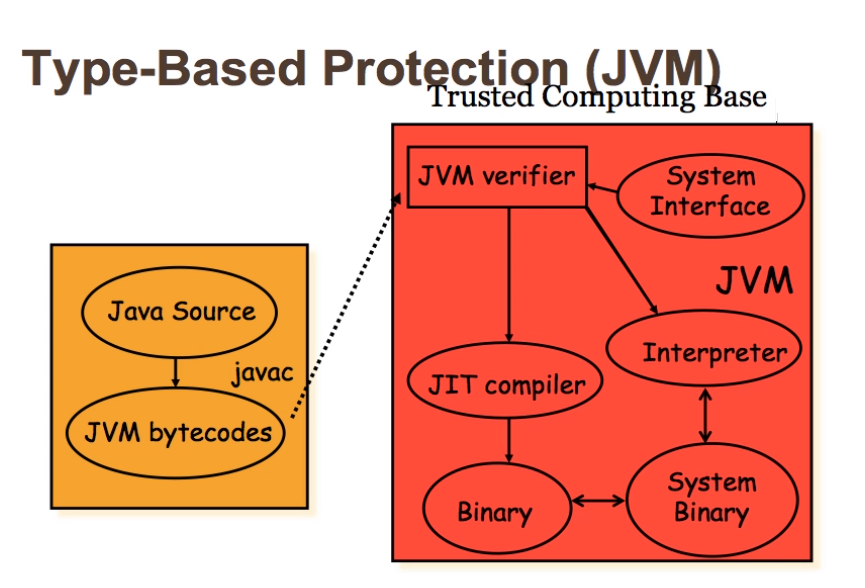 Type-Based Protection (JVM)
Trusted Computing Base
JVM verifier
System
Interface
JVM
Java Source
javac
JVM bytecodes
Interpreter
JIT compiler
Binary
System
Binary